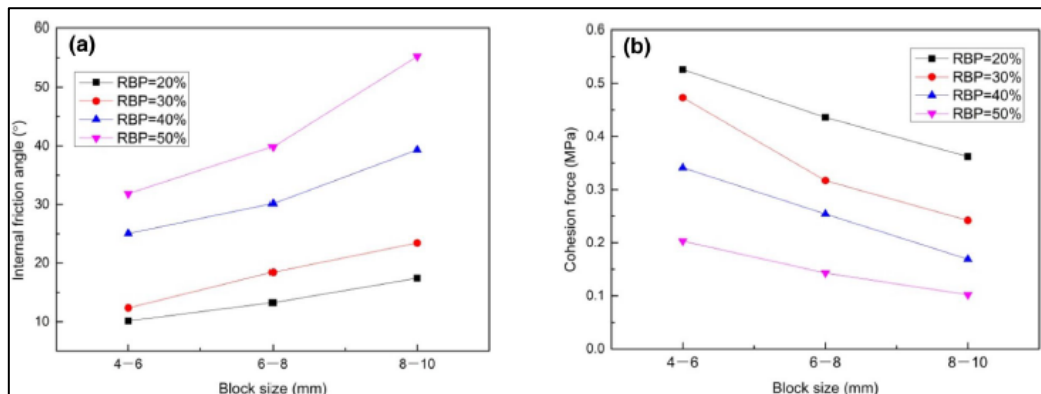 (a)
RBP=20%
RBP=30%
RBP=40%
RBP=50%
Internal friction angle (°)
60
50
40
30
20
10
4−6
6−8
8−10
Block size (mm)
(b)
RBP=20%
RBP=30%
RBP=40%
RBP=50%
Cohesion force (MPa)
0.6
0.5
0.4
0.3
0.2
0.1
0.0
4−6
6−8
8−10
Block size (mm)